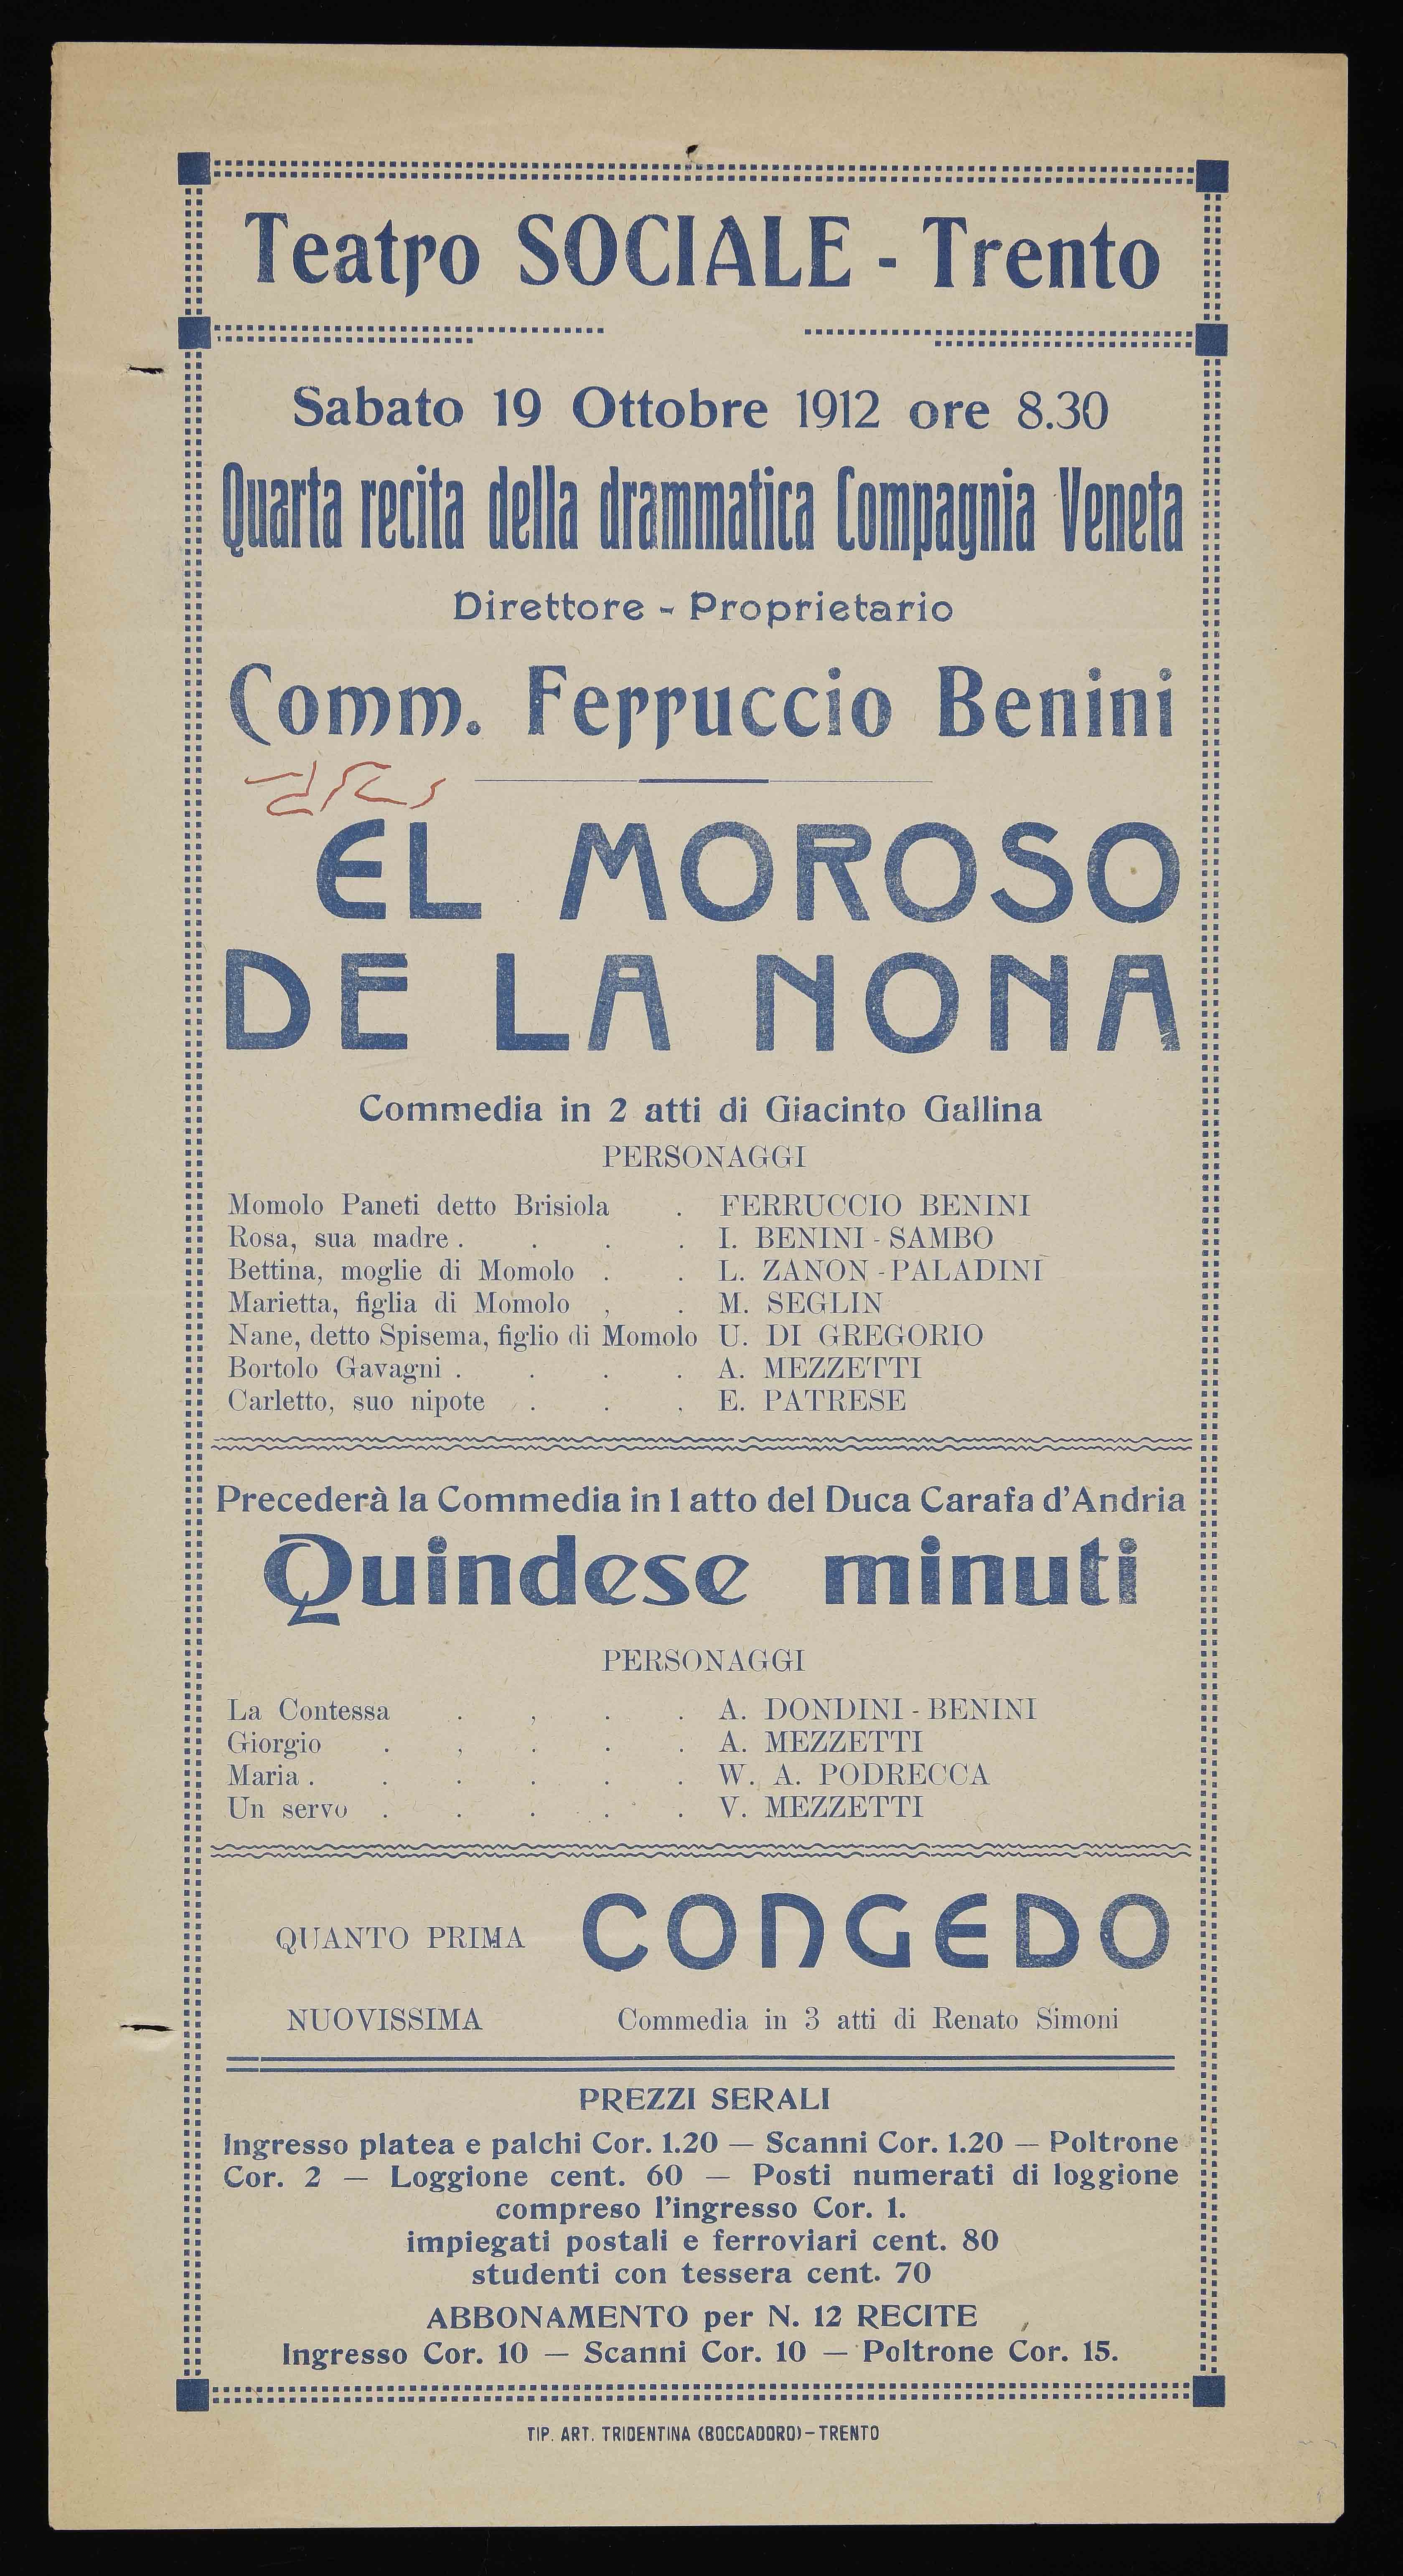 Teatro SOCIALE - Trento
Sabato 19 Ottobre 1912 ore 8.30
Quarta recita della drammatica Compagnia Veneta
Direttore - Proprietario
Comm. Ferruccio Benini
EL MOROSO
DE LA NONA
Commedia in 2 atti di Giacinto Gallina
PERSONAGGI
Momolo Paneti detto Brisiola . FERRUCCIO BENINI
Rosa, sua madre . . . . I. BENINI - SAMBO
Bettina, moglie di Momolo . . L. ZANON - PALADINI
Marietta, figlia di Momolo , . M. SEGLIN
Nane, detto Spisema, figlio di Momolo U. DI GREGORIO
Bortolo Gavagni . . . . A. MEZZETTI
Carletto, suo nipote . . . E. PATRESE
Precederà la Commedia in 1 atto del Duca Carafa d'Andria
Quindese minuti
PERSONAGGI
La Contessa . , . . A. DONDINI - BENINI
Giorgio . , . . . A. MEZZETTI
Maria . . . . . . W. A. PODRECCA
Un servo . . . . . V. MEZZETTI
QUANTO PRIMA CONGEDO
NUOVISSIMA Commedia in 3 atti di Renato Simoni
PREZZI SERALI
Ingresso platea e palchi Cor. 1.20 — Scanni Cor. 1.20 — Poltrone
Cor. 2 — Loggione cent. 60 — Posti numerati di loggione
compreso l'ingresso Cor. 1.
impiegati postali e ferroviari cent. 80
studenti con tessera cent. 70
ABBONAMENTO per N. 12 RECITE
Ingresso Cor. 10 — Scanni Cor. 10 — Poltrone Cor. 15.
TIP. ART. TRIDENTINA (BOCCADORO) - TRENTO